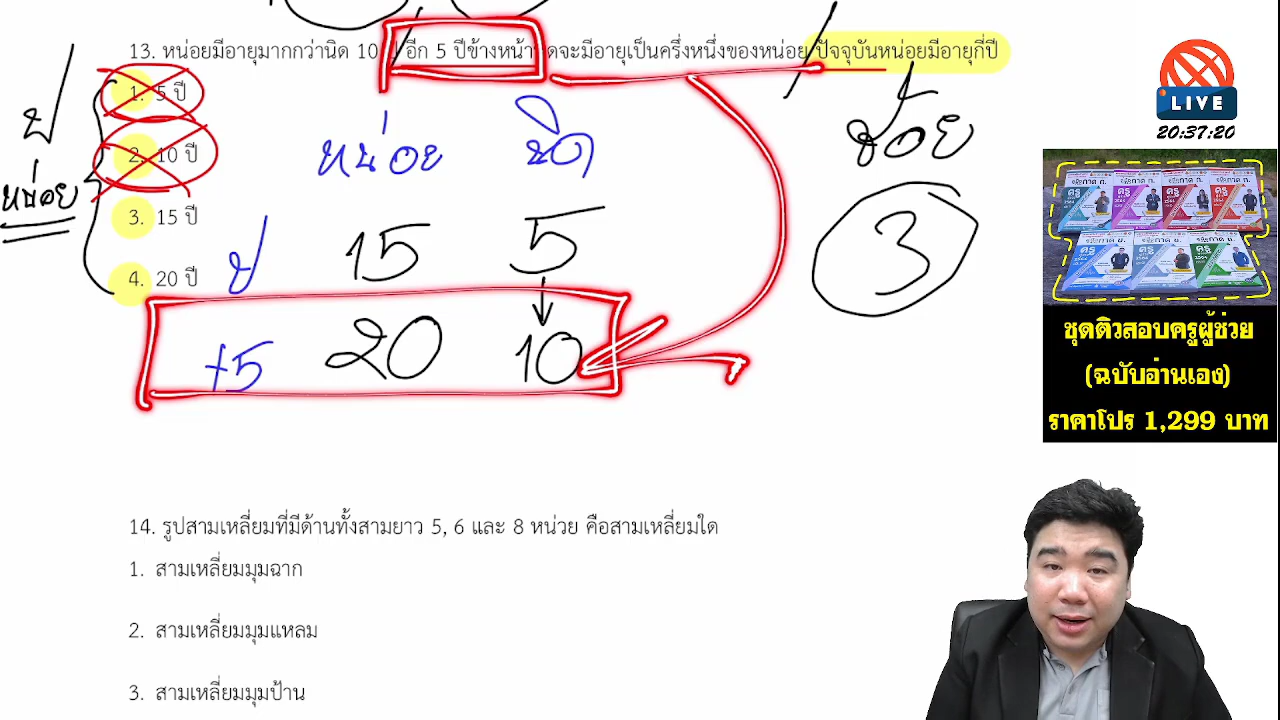 13. หน่อยมีอายุมากกว่านิด 10 ปี อีก 5 ปีข้างหน้านิดจะมีอายุเป็นครึ่งหนึ่งของหน่อย ปัจจุบันหน่อยมีอายุกี่ปี
1. 5 ปี
2. 10 ปี
3. 15 ปี
4. 20 ปี
ป
หน่อย
หน่อย นิด
ป 15 5
+5 20 10
ข้อย
3
LIVE
20:37:20
ชุดติวสอบครูผู้ช่วย
(ฉบับอ่านเอง)
ราคาโปร 1,299 บาท
14. รูปสามเหลี่ยมที่มีด้านทั้งสามยาว 5, 6 และ 8 หน่วย คือสามเหลี่ยมใด
1. สามเหลี่ยมมุมฉาก
2. สามเหลี่ยมมุมแหลม
3. สามเหลี่ยมมุมป้าน